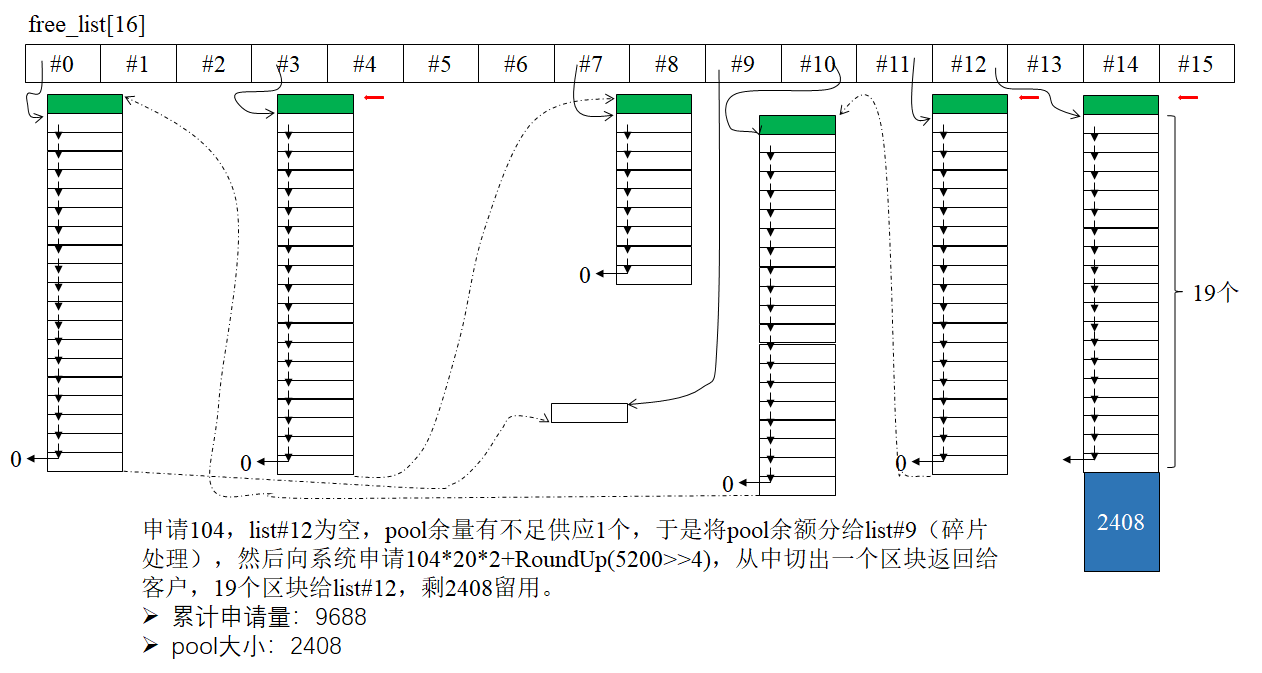 free_list[16]
#0 #1 #2 #3 #4 #5 #6 #7 #8 #9 #10 #11 #12 #13 #14 #15
19个
0
0
0
0
0
2408
申请104，list#12为空，pool余量有不足供应1个，于是将pool余额分给list#9（碎片
处理），然后向系统申请104*20*2+RoundUp(5200>>4)，从中切出一个区块返回给
客户，19个区块给list#12，剩2408留用。
➢ 累计申请量：9688
➢ pool大小：2408